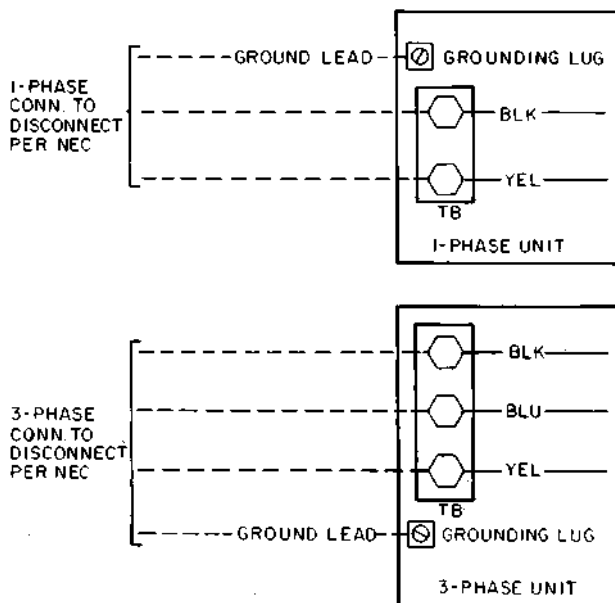 GROUND LEAD
GROUNDING LUG
1-PHASE
CONN. TO
DISCONNECT
PER NEC
BLK
YEL
TB
1-PHASE UNIT
BLK
3-PHASE
CONN. TO
DISCONNECT
PER NEC
BLU
YEL
TB
GROUND LEAD
GROUNDING LUG
3-PHASE UNIT